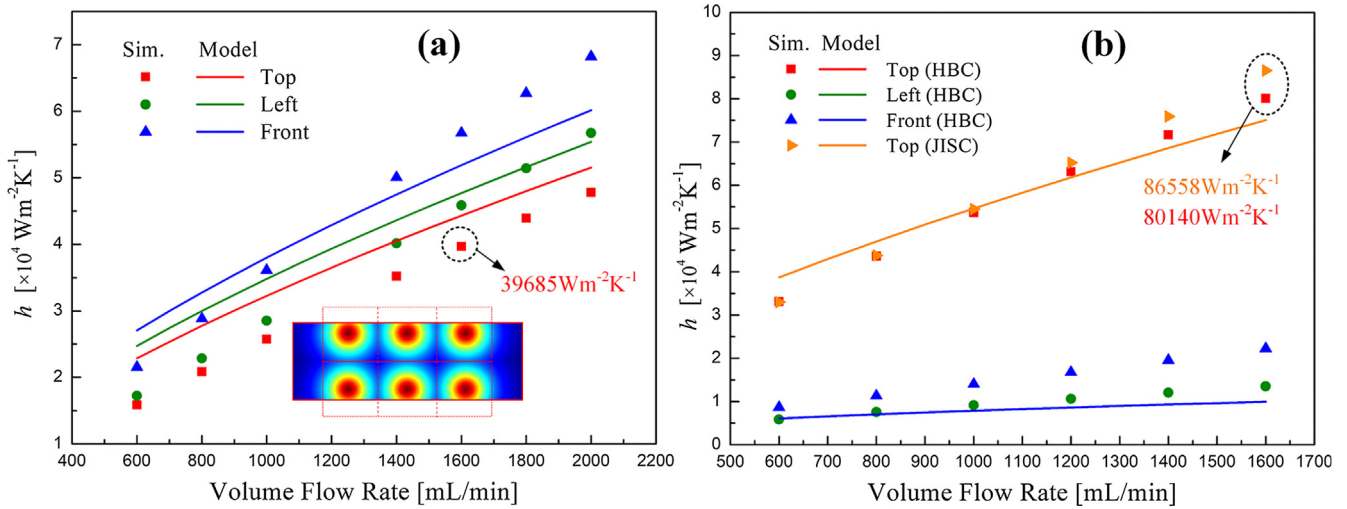 (a)
Sim. Model
Top
Left
Front
7
6
5
4
3
2
1
h [×10⁴ Wm⁻²K⁻¹]
39685Wm⁻²K⁻¹
400 600 800 1000 1200 1400 1600 1800 2000 2200
Volume Flow Rate [mL/min]
(b)
Sim. Model
Top (HBC)
Left (HBC)
Front (HBC)
Top (JISC)
10
9
8
7
6
5
4
3
2
1
0
h [×10⁴ Wm⁻²K⁻¹]
86558Wm⁻²K⁻¹
80140Wm⁻²K⁻¹
500 600 700 800 900 1000 1100 1200 1300 1400 1500 1600 1700
Volume Flow Rate [mL/min]